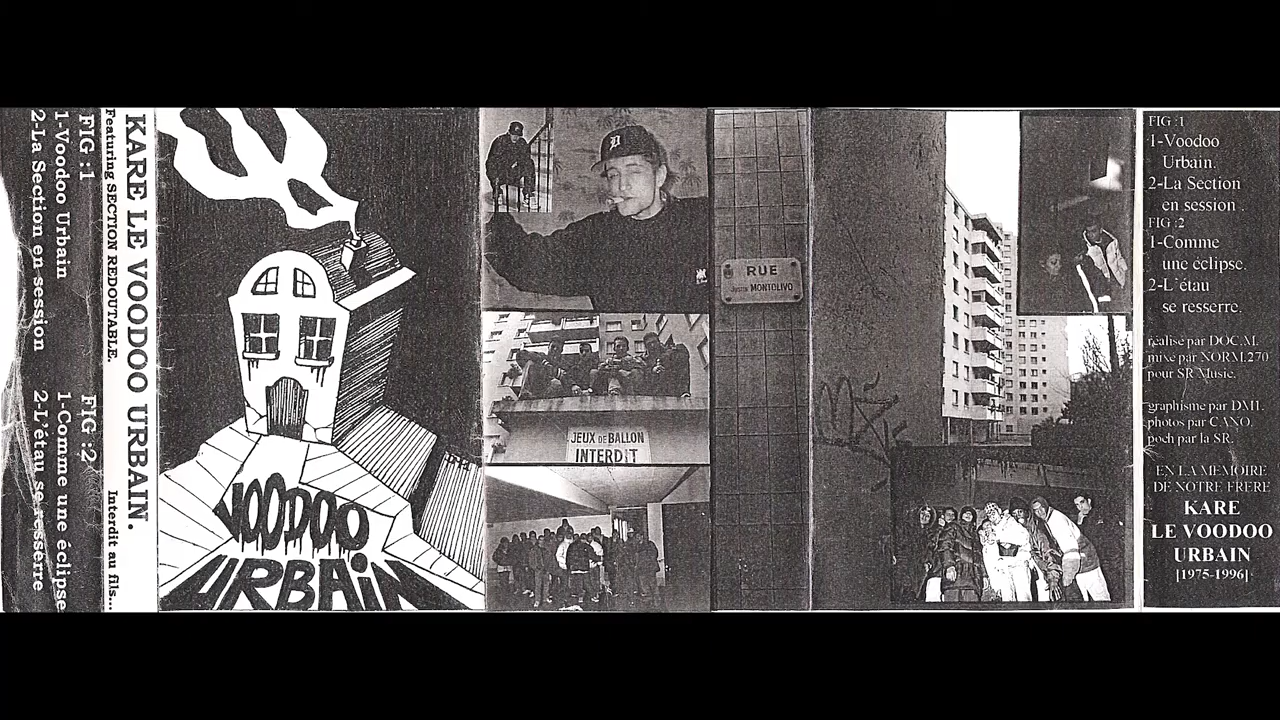 FIG :1
1-Voodoo Urbain
2-La Section en session
FIG :2
1-Comme une éclipse
2-L'étau se resserre
KARE LE VOODOO URBAIN.
Featuring SECTION REDOUTABLE.
Interdit au fils...
VOODOO
URBAIN
D
JEUX DE BALLON
INTERDIT
RUE
Justin MONTOLIVO
FIG :1
1-Voodoo
Urbain.
2-La Section
en session .
FIG :2
1-Comme
une éclipse.
2-L'étau
se resserre.
réalisé par DOC.M.
mixé par NORM.270
pour SR Music.
graphisme par DM1.
photos par CANO.
poch par la SR.
EN LA MEMOIRE
DE NOTRE FRERE
KARE
LE VOODOO
URBAIN
[1975-1996]